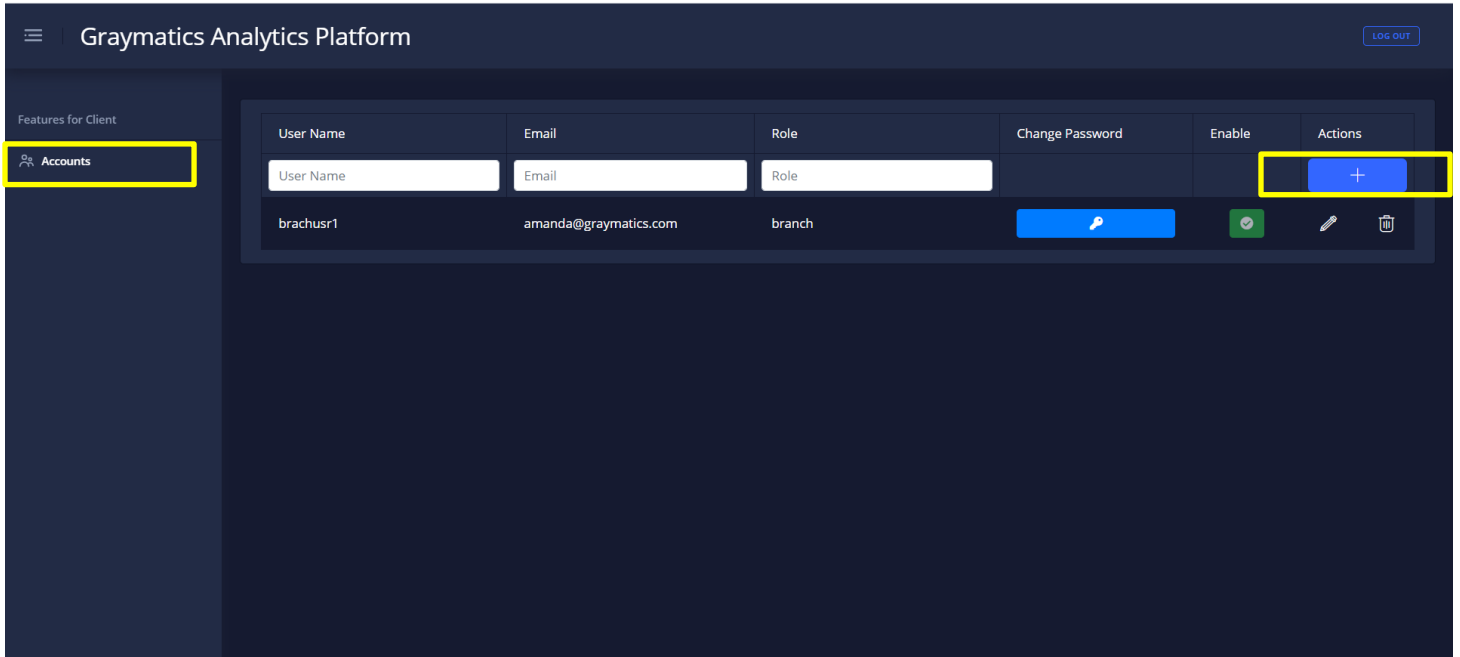 Graymatics Analytics Platform
LOG OUT
Features for Client
Accounts
User Name Email Role Change Password Enable Actions
User Name Email Role
brachusr1 amanda@graymatics.com branch